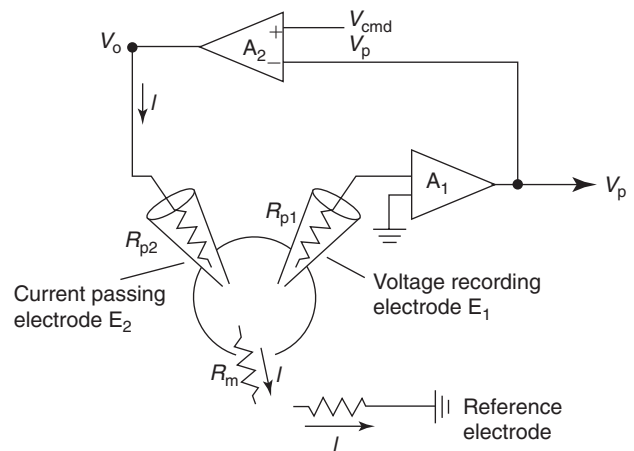 V_cmd
V_p
V_o
+
−
A_2
I
A_1
V_p
R_p1
R_p2
Voltage recording
electrode E_1
Current passing
electrode E_2
R_m
I
Reference
electrode
I